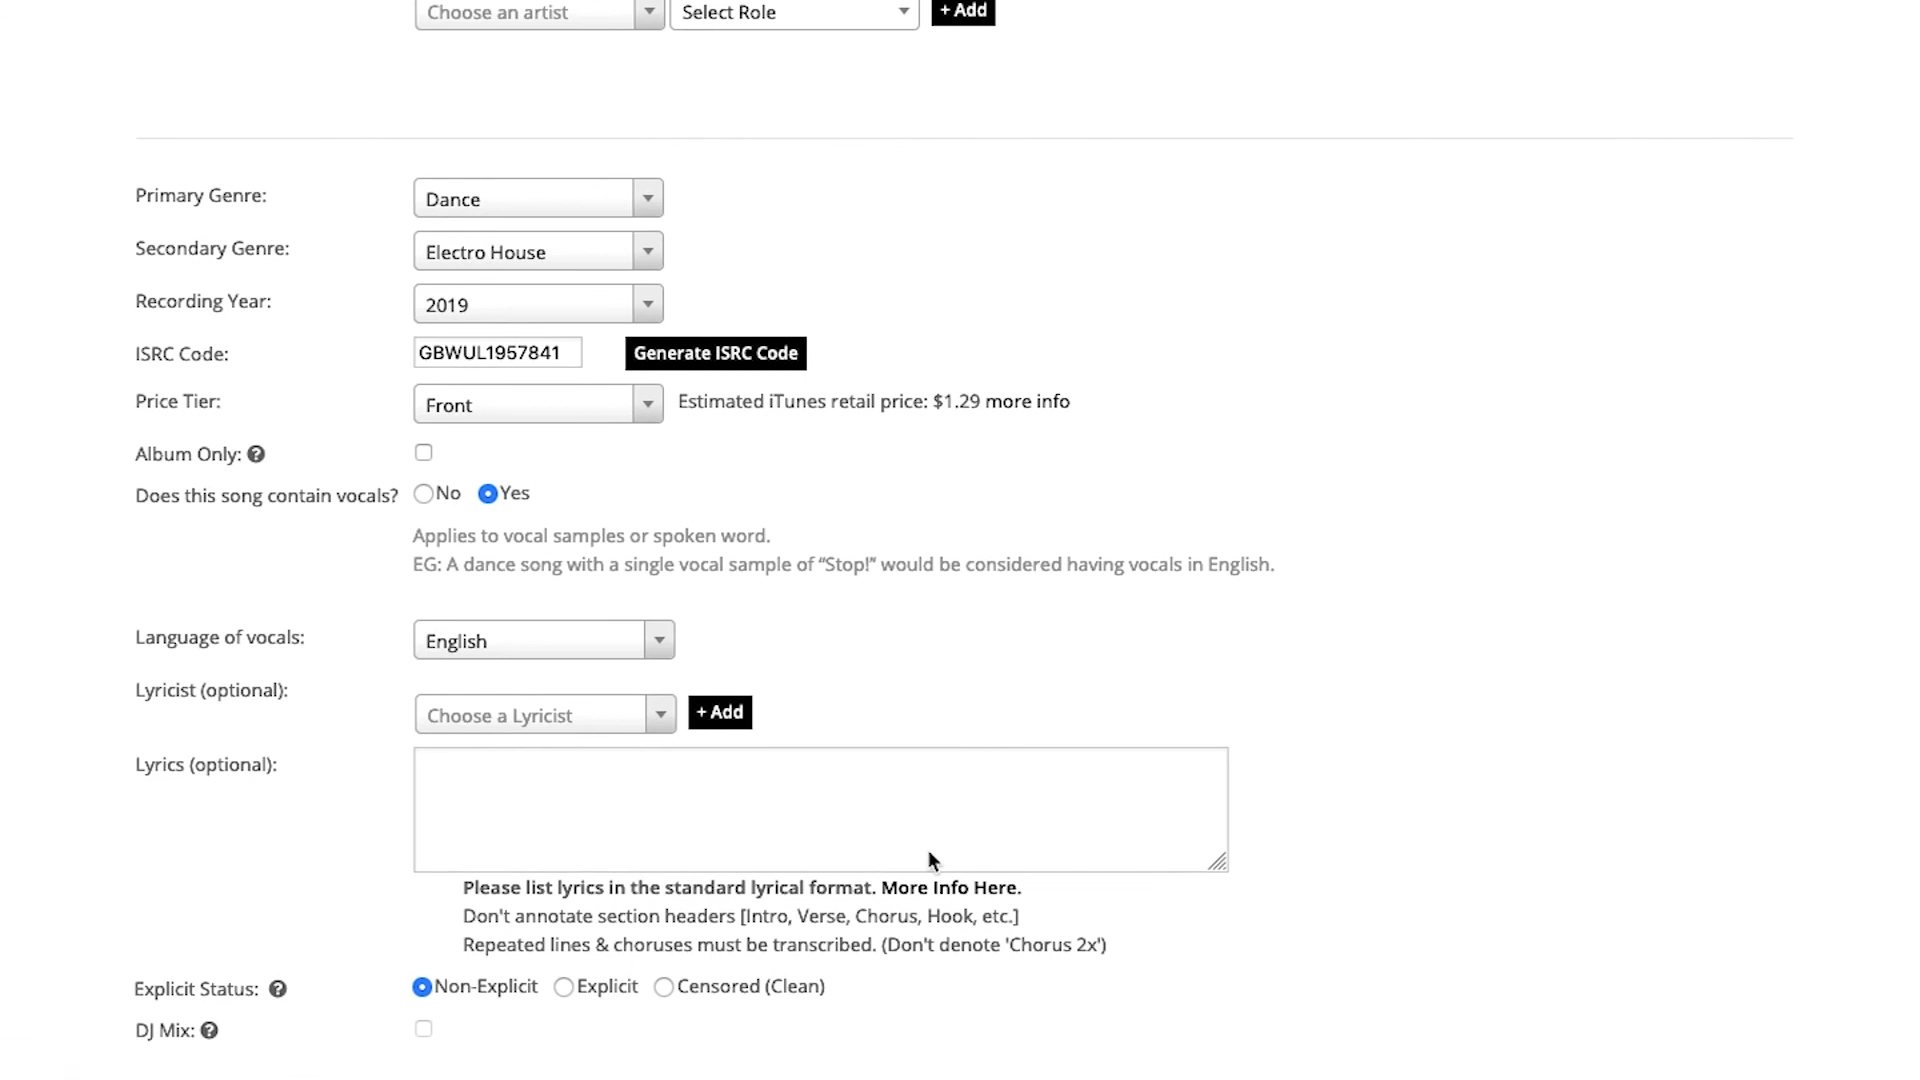 Choose an artist Select Role + Add
Primary Genre: Dance
Secondary Genre: Electro House
Recording Year: 2019
ISRC Code: GBWUL1957841 Generate ISRC Code
Price Tier: Front Estimated iTunes retail price: $1.29 more info
Album Only: ?
Does this song contain vocals? No Yes
Applies to vocal samples or spoken word.
EG: A dance song with a single vocal sample of “Stop!” would be considered having vocals in English.
Language of vocals: English
Lyricist (optional):
Choose a Lyricist + Add
Lyrics (optional):
Please list lyrics in the standard lyrical format. More Info Here.
Don't annotate section headers [Intro, Verse, Chorus, Hook, etc.]
Repeated lines & choruses must be transcribed. (Don't denote 'Chorus 2x')
Explicit Status: ? Non-Explicit Explicit Censored (Clean)
DJ Mix: ?